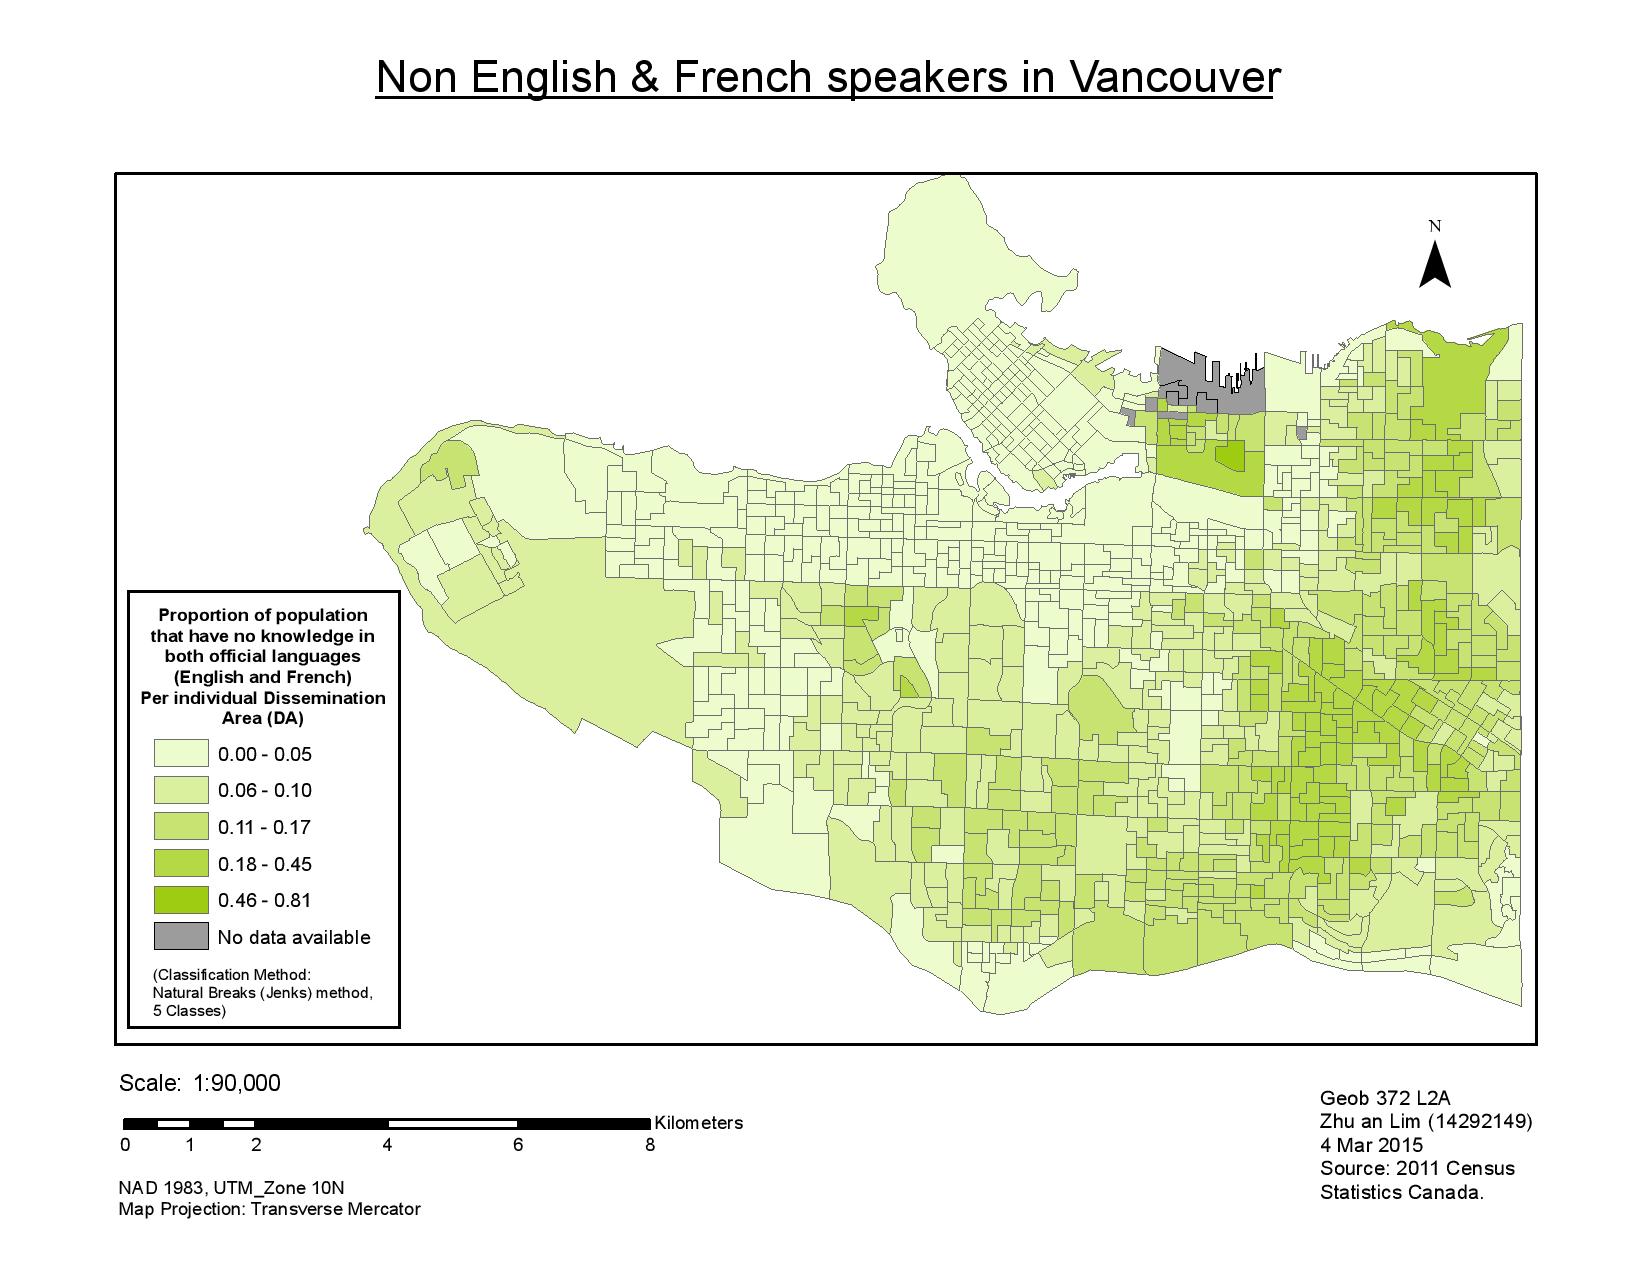 Non English & French speakers in Vancouver
N
Proportion of population
that have no knowledge in
both official languages
(English and French)
Per individual Dissemination
Area (DA)
0.00 - 0.05
0.06 - 0.10
0.11 - 0.17
0.18 - 0.45
0.46 - 0.81
No data available
(Classification Method:
Natural Breaks (Jenks) method,
5 Classes)
Scale: 1:90,000
Kilometers
0 1 2 4 6 8
NAD 1983, UTM_Zone 10N
Map Projection: Transverse Mercator
Geob 372 L2A
Zhu an Lim (14292149)
4 Mar 2015
Source: 2011 Census
Statistics Canada.